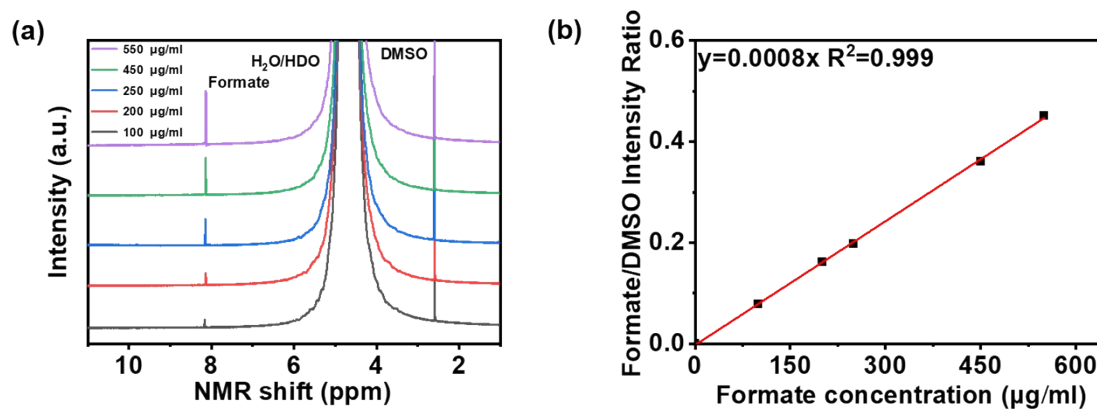 (a)
550 μg/ml
450 μg/ml
250 μg/ml
200 μg/ml
100 μg/ml
Formate
H₂O/HDO
DMSO
Intensity (a.u.)
10 8 6 4 2
NMR shift (ppm)
(b)
y=0.0008x R²=0.999
Formate/DMSO Intensity Ratio
0.6
0.4
0.2
0.0
0 150 300 450 600
Formate concentration (μg/ml)